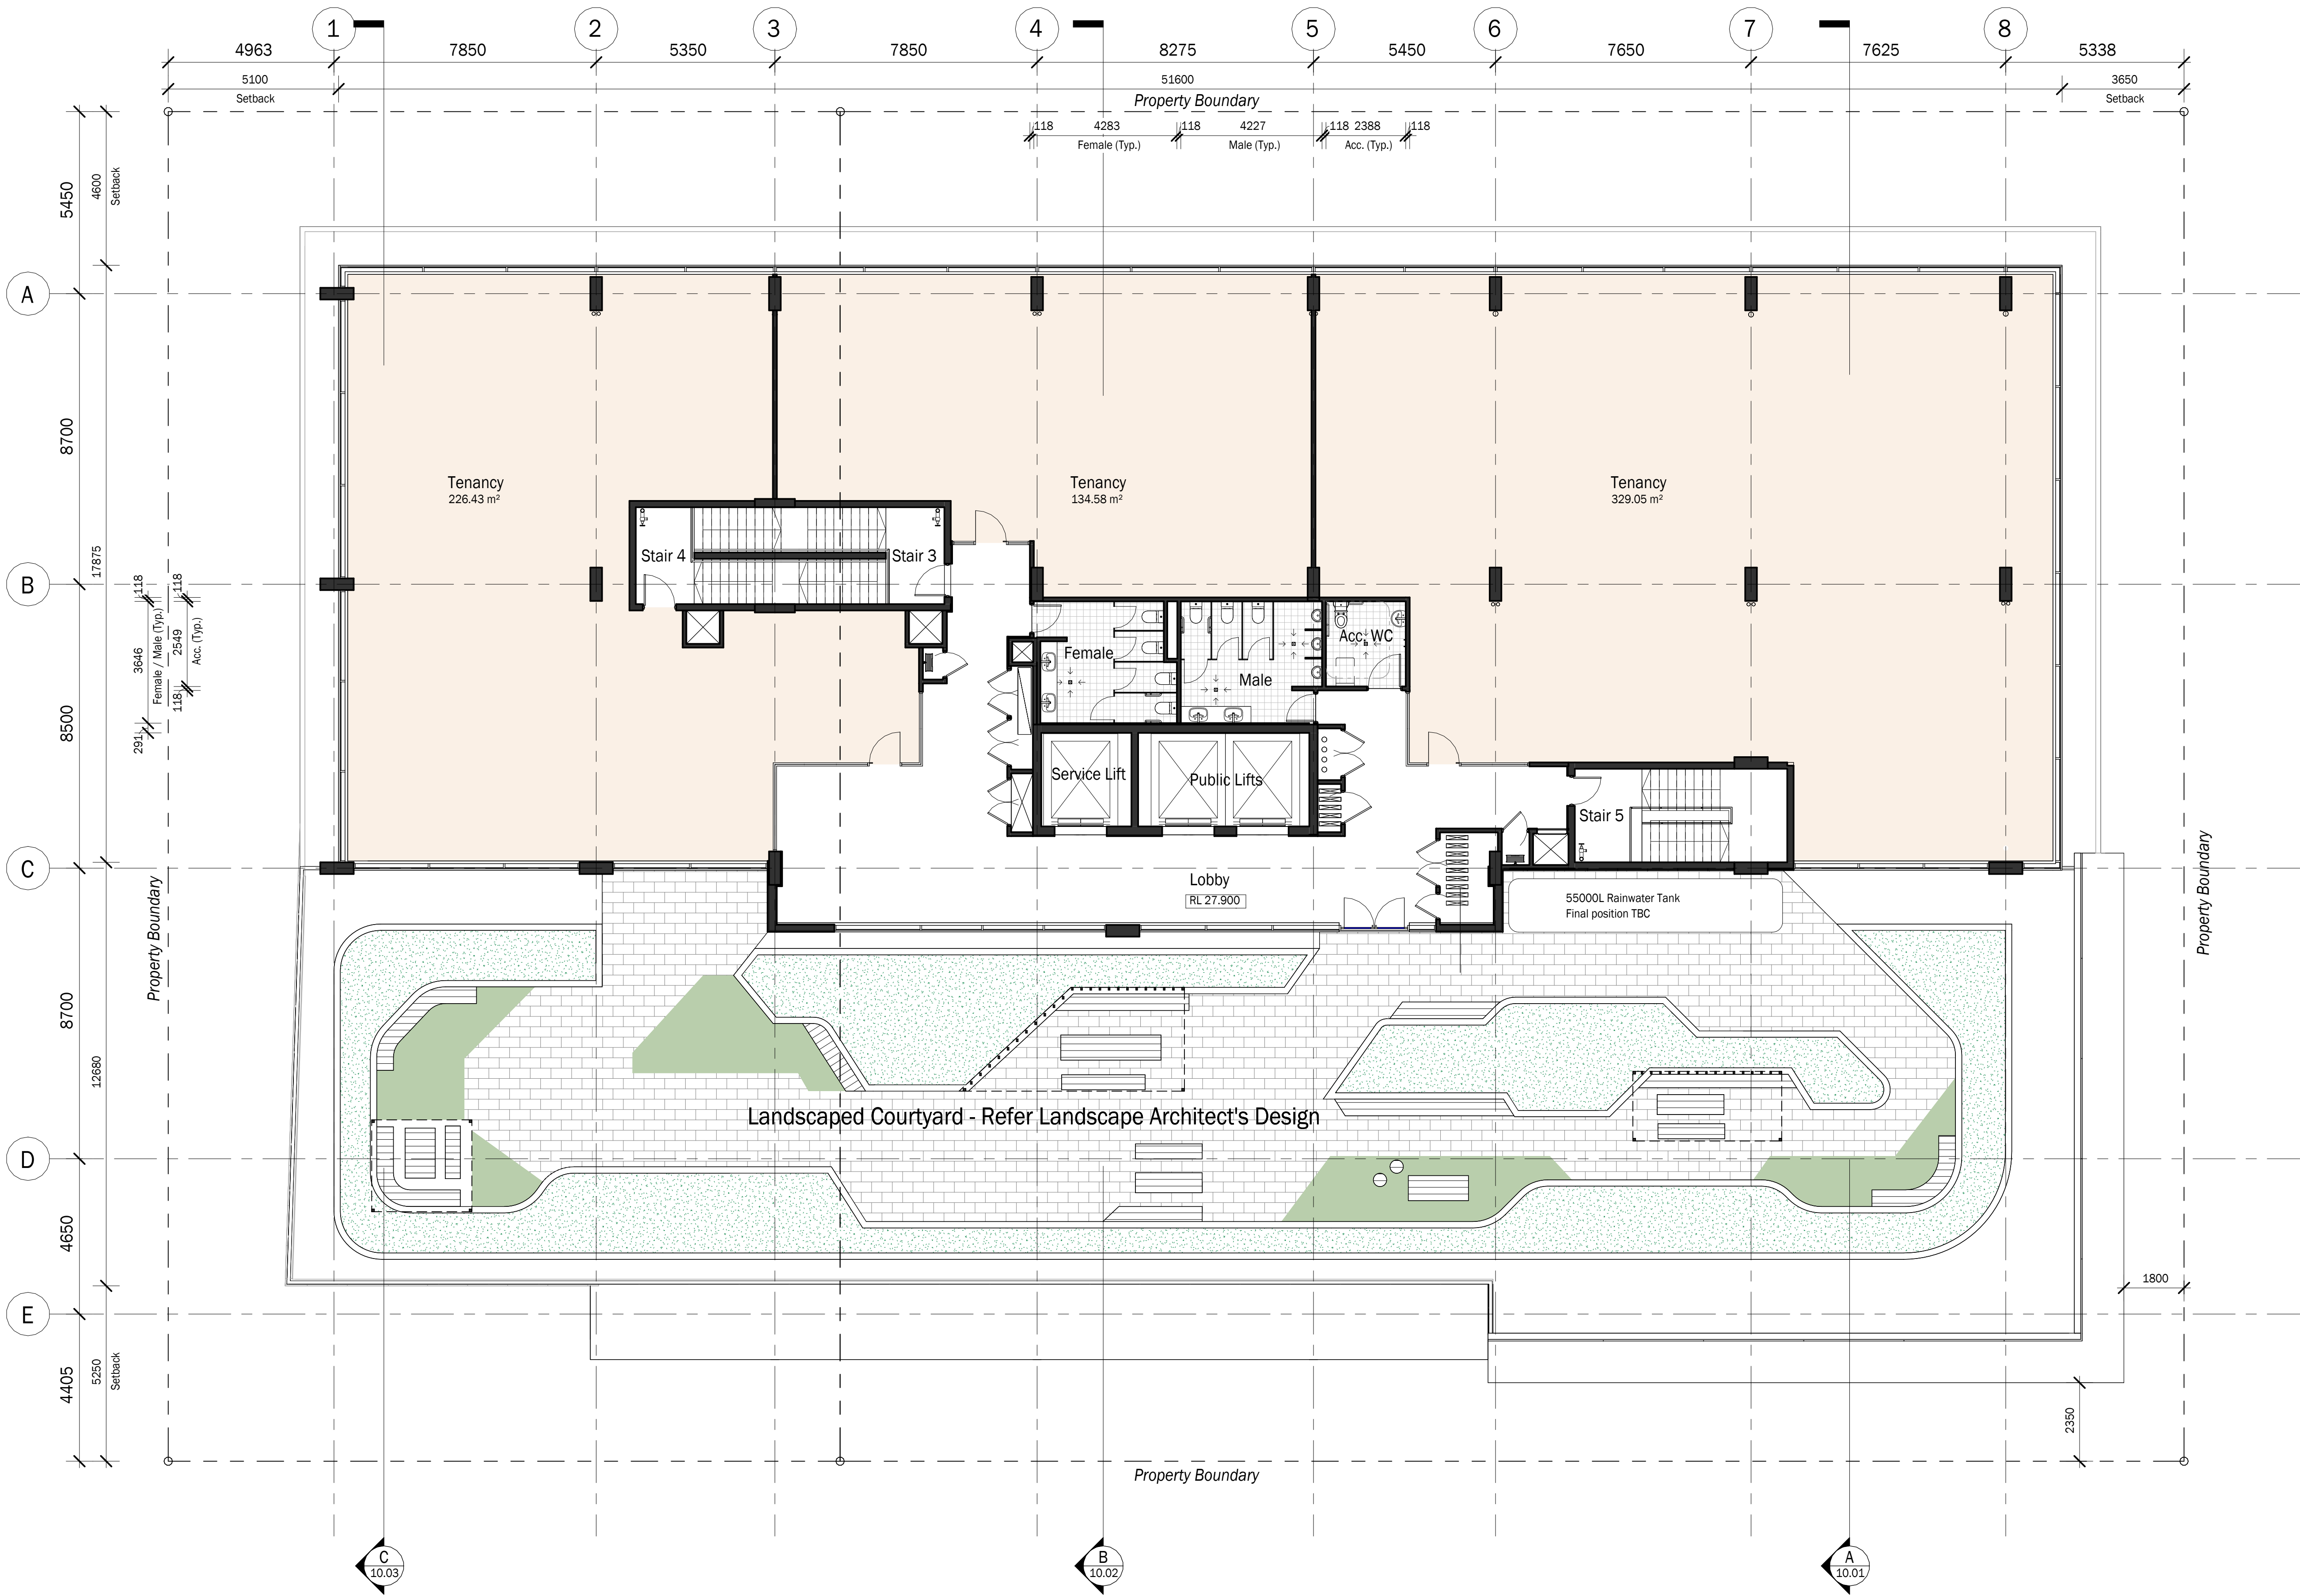 1 2 3 4 5 6 7 8
4963 7850 5350 7850 8275 5450 7650 7625 5338
5100 51600 3650
Setback Setback
Property Boundary
118 4283 118 4227 118 2388 118
Female (Typ.) Male (Typ.) Acc. (Typ.)
5450
4600
Setback
A
8700
17875
Tenancy
226.43 m²
Tenancy
134.58 m²
Tenancy
329.05 m²
Stair 4
Stair 3
B
118
3646
291
Female / Male (Typ.)
118
2549
118
Acc. (Typ.)
Female
Male
Acc. WC
8500
Service Lift
Public Lifts
Stair 5
C
Lobby
RL 27.900
55000L Rainwater Tank
Final position TBC
Property Boundary
Property Boundary
8700
12680
Landscaped Courtyard - Refer Landscape Architect's Design
D
4650
1800
E
4405
5250
Setback
2350
Property Boundary
C
10.03
B
10.02
A
10.01